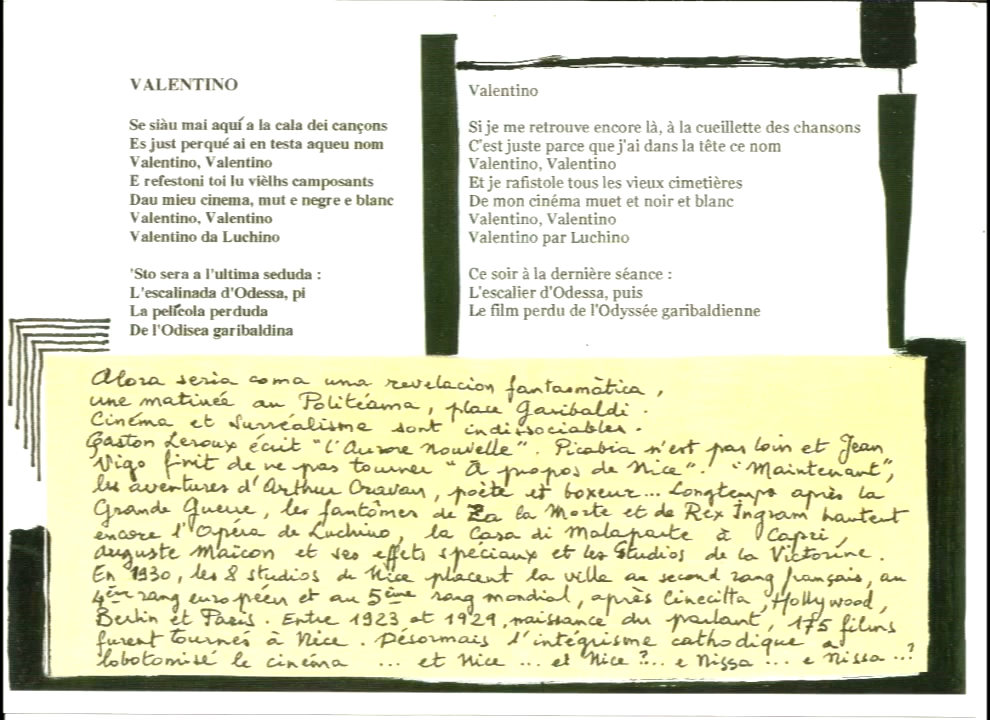 VALENTINO
Se siàu mai aquí a la cala dei cançons
Es just perqué ai en testa aqueu nom
Valentino, Valentino
E refestoni toi lu vièlhs camposants
Dau mieu cinema, mut e negre e blanc
Valentino, Valentino
Valentino da Luchino
'Sto sera a l'ultima seduda :
L'escalinada d'Odessa, pi
La película perduda
De l'Odisea garibaldina
Valentino
Si je me retrouve encore là, à la cueillette des chansons
C'est juste parce que j'ai dans la tête ce nom
Valentino, Valentino
Et je rafistole tous les vieux cimetières
De mon cinéma muet et noir et blanc
Valentino, Valentino
Valentino par Luchino
Ce soir à la dernière séance :
L'escalier d'Odessa, puis
Le film perdu de l'Odyssée garibaldienne
Alora seria coma una revelacion fantasmàtica,
une matinée au Politéama, place Garibaldi.
Cinéma et Surréalisme sont indissociables.
Gaston Leroux écrit "l'Aurore Nouvelle". Picabia n'est pas loin et Jean
Vigo finit de ne pas tourner "À propos de Nice". "Maintenant",
les aventures d'Arthur Cravan, poète et boxeur... Longtemps après la
Grande Guerre, les fantômes de la Morte et de Rex Ingram hantent
encore l'Opéra de Luchino, la Casa di Malaparte à Capri,
Auguste Maïcon et ses effets spéciaux et les Studios de la Victorine.
En 1930, les 8 studios de Nice placent la ville au second rang français, au
4ème rang européen et au 5ème rang mondial, après Cinecitta, Hollywood,
Berlin et Paris. Entre 1923 et 1929, naissance du parlant, 175 films
furent tournés à Nice. Désormais l'intégrisme cathodique a
lobotomisé le cinéma ... et Nice ... et Nice ?... e Nissa ... e Nissa ...?